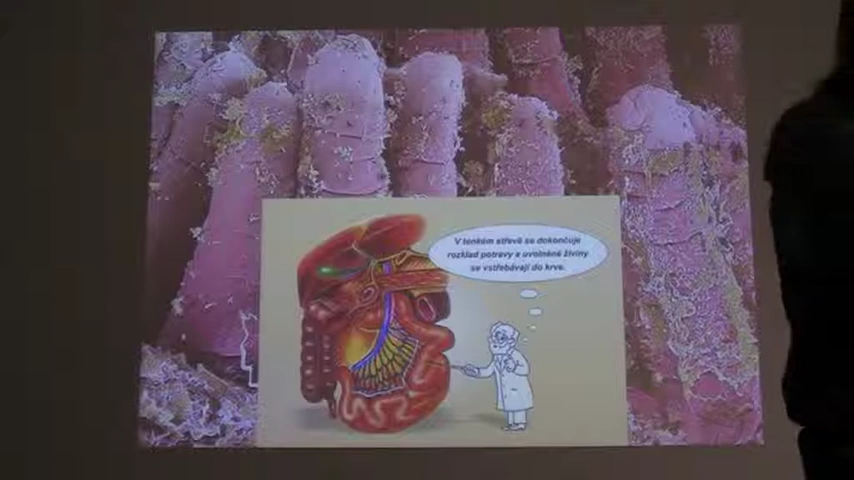 V tenkém střevě se dokončuje
rozklad potravy a uvolněné živiny
se vstřebávají do krve.